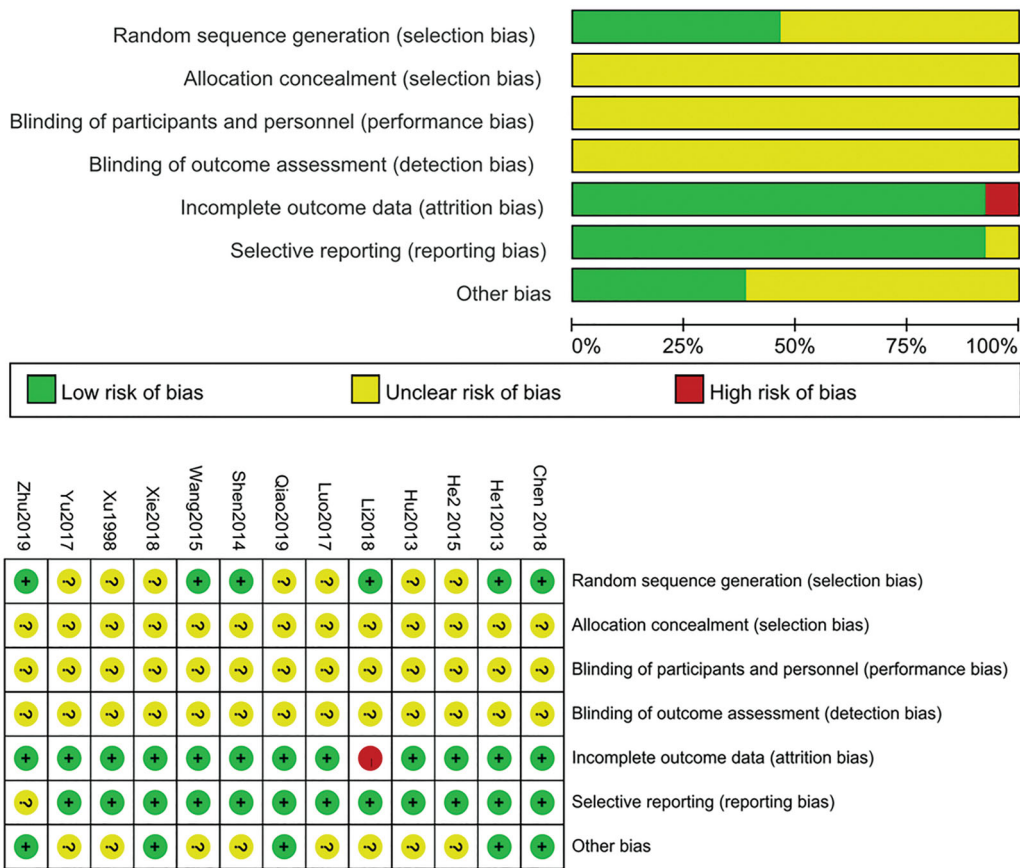 Random sequence generation (selection bias)
Allocation concealment (selection bias)
Blinding of participants and personnel (performance bias)
Blinding of outcome assessment (detection bias)
Incomplete outcome data (attrition bias)
Selective reporting (reporting bias)
Other bias
0% 25% 50% 75% 100%
Low risk of bias Unclear risk of bias High risk of bias
Zhu2019 Yu2017 Xu1998 Xie2018 Wang2015 Shen2014 Qiao2019 Luo2017 Li2018 Hu2013 He2 2015 He12013 Chen 2018
+ ? ? ? + + ? ? + ? ? + + Random sequence generation (selection bias)
? ? ? ? ? ? ? ? ? ? ? ? ? Allocation concealment (selection bias)
? ? ? ? ? ? ? ? ? ? ? ? ? Blinding of participants and personnel (performance bias)
? ? ? ? ? ? ? ? ? ? ? ? ? Blinding of outcome assessment (detection bias)
+ + + + + + + + - + + + + Incomplete outcome data (attrition bias)
? + + + + + + + + + + + + Selective reporting (reporting bias)
+ ? ? + ? ? + ? ? ? ? + + Other bias